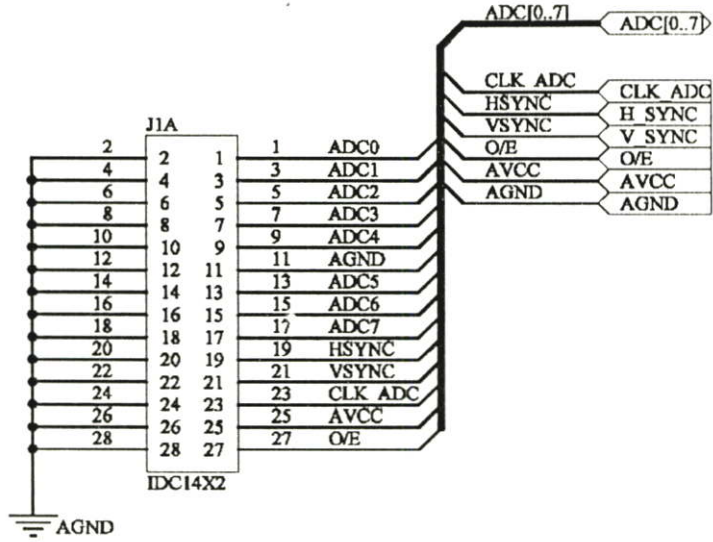 ADC[0..7] ADC[0..7]
CLK_ADC CLK_ADC
HSYNC H_SYNC
VSYNC V_SYNC
O/E O/E
AVCC AVCC
AGND AGND
J1A
2 2 1 1 ADC0
4 4 3 3 ADC1
6 6 5 5 ADC2
8 8 7 7 ADC3
10 10 9 9 ADC4
12 12 11 11 AGND
14 14 13 13 ADC5
16 16 15 15 ADC6
18 18 17 17 ADC7
20 20 19 19 HSYNC
22 22 21 21 VSYNC
24 24 23 23 CLK_ADC
26 26 25 25 AVCC
28 28 27 27 O/E
IDC14X2
AGND